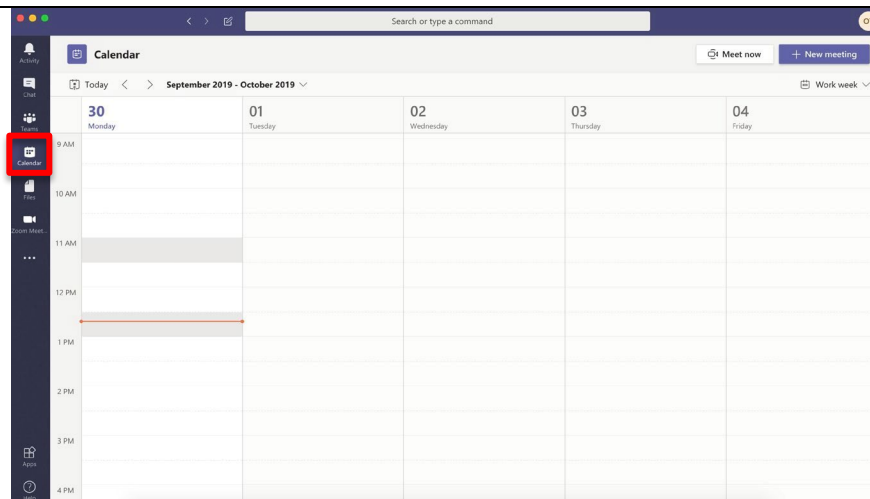 Search or type a command
Activity
Chat
Teams
Calendar
Files
Zoom Meet...
Apps
Help
Calendar
Meet now
+ New meeting
Today
September 2019 - October 2019
Work week
30
Monday
01
Tuesday
02
Wednesday
03
Thursday
04
Friday
9 AM
10 AM
11 AM
12 PM
1 PM
2 PM
3 PM
4 PM